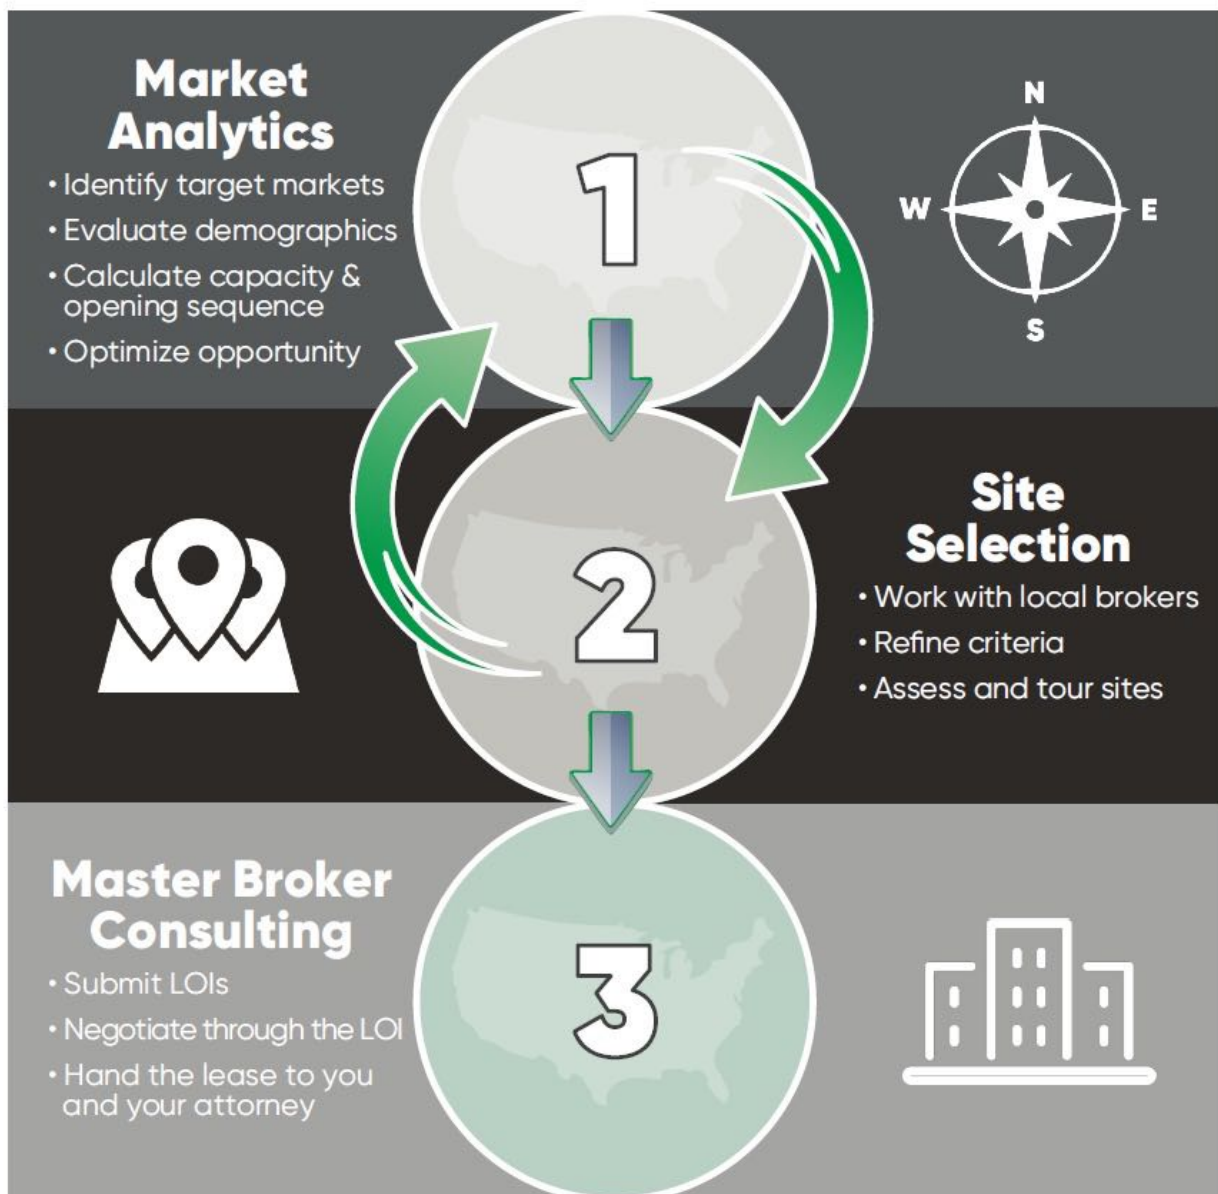 Market
Analytics
• Identify target markets
• Evaluate demographics
• Calculate capacity &
opening sequence
• Optimize opportunity
1
N
W
E
S
2
Site
Selection
• Work with local brokers
• Refine criteria
• Assess and tour sites
Master Broker
Consulting
• Submit LOIs
• Negotiate through the LOI
• Hand the lease to you
and your attorney
3